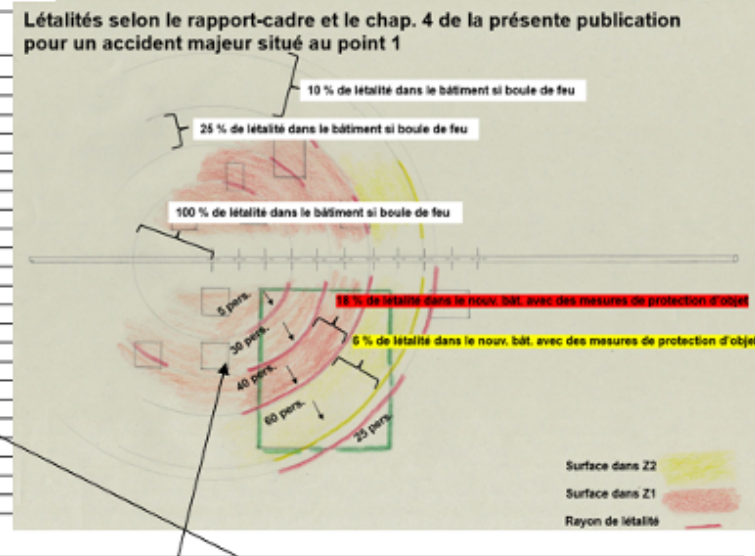 Létalités selon le rapport-cadre et le chap. 4 de la présente publication
pour un accident majeur situé au point 1
10 % de létalité dans le bâtiment si boule de feu
25 % de létalité dans le bâtiment si boule de feu
100 % de létalité dans le bâtiment si boule de feu
5 pers.
18 % de létalité dans le nouv. bât. avec des mesures de protection d'objet
30 pers.
6 % de létalité dans le nouv. bât. avec des mesures de protection d'objet
40 pers.
60 pers.
25 pers.
Surface dans Z2
Surface dans Z1
Rayon de létalité